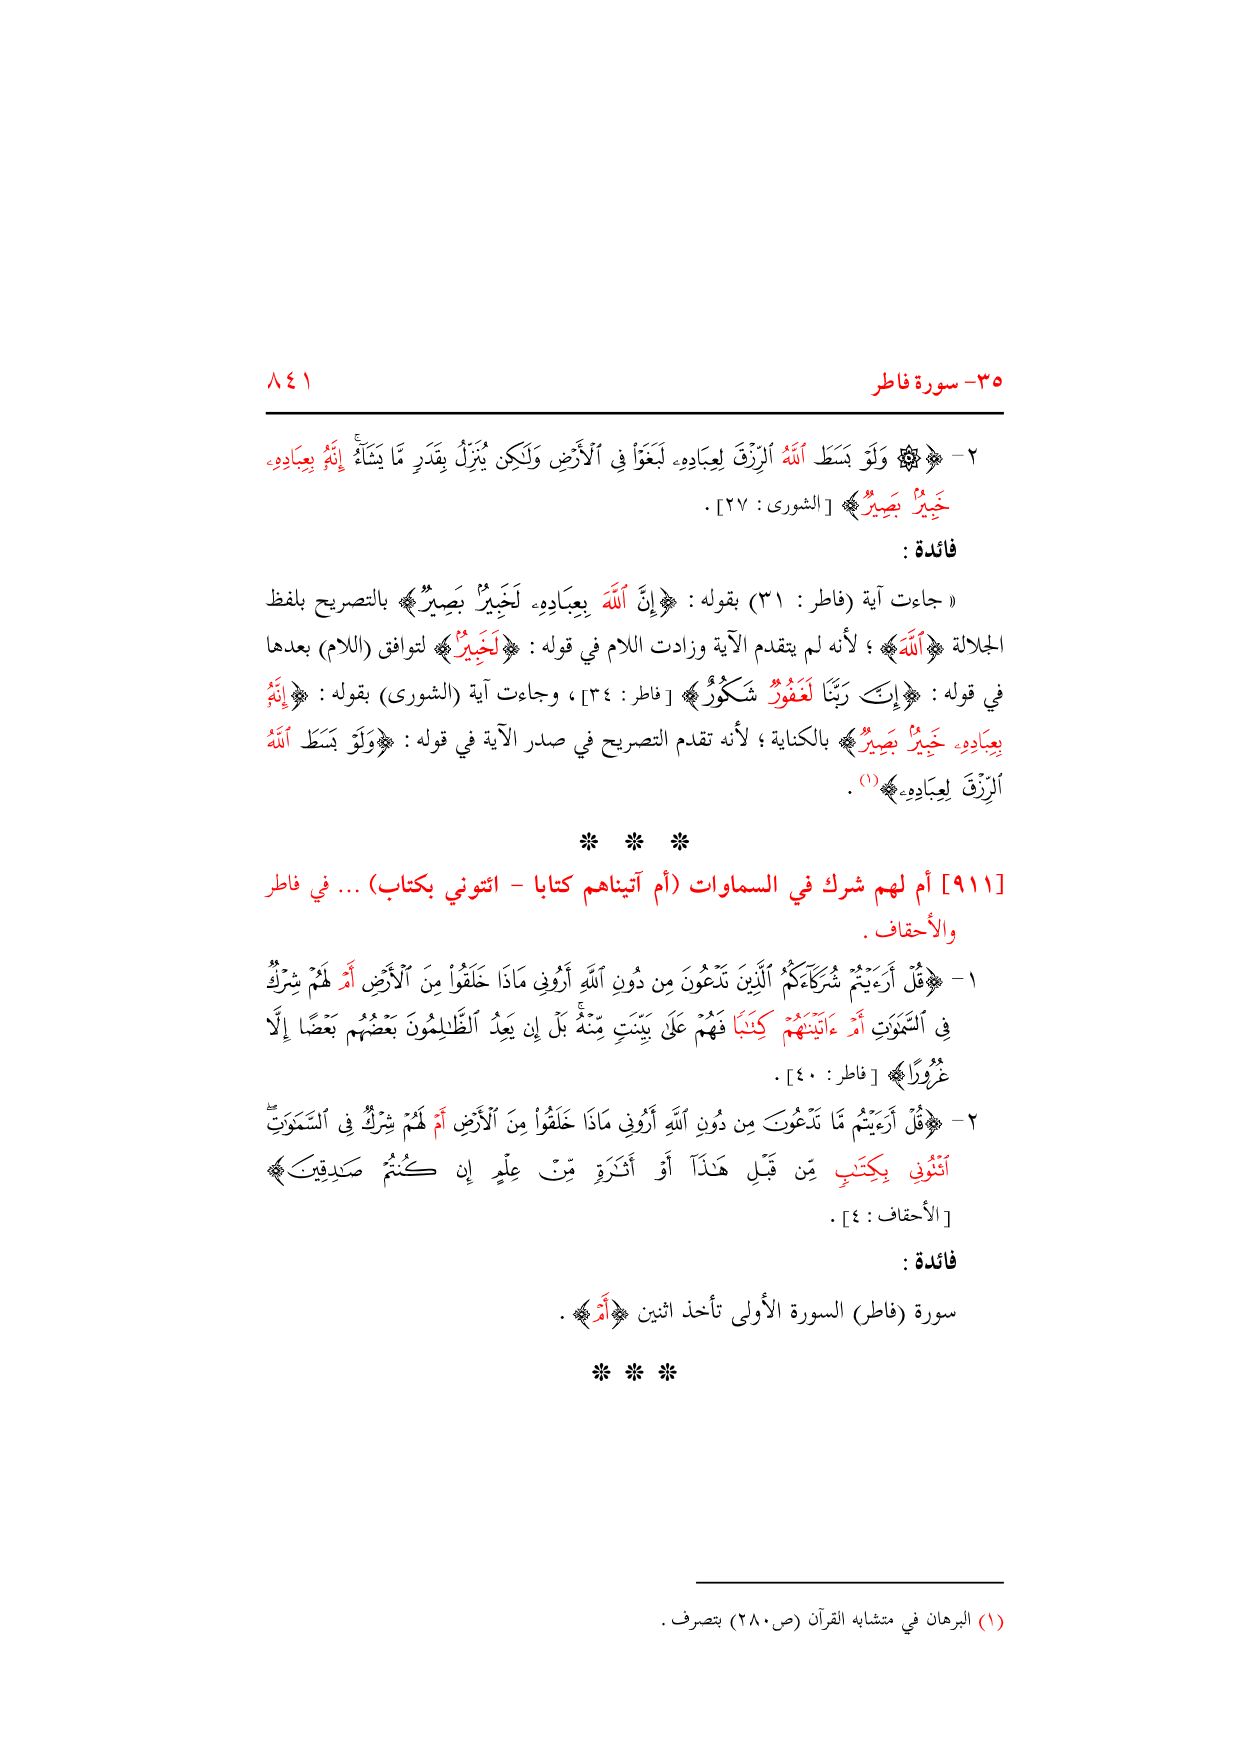 ٣٥- سورة فاطر ٨٤١
٢- ﴿۞ وَلَوۡ بَسَطَ ٱللَّهُ ٱلرِّزۡقَ لِعِبَادِهِۦ لَبَغَوۡاْ فِي ٱلۡأَرۡضِ وَلَٰكِن يُنَزِّلُ بِقَدَرٖ مَّا يَشَآءُۚ إِنَّهُۥ بِعِبَادِهِۦ
خَبِيرُۢ بَصِيرٞ﴾ [الشورى : ٢٧] .
فائدة :
« جاءت آية (فاطر : ٣١) بقوله : ﴿إِنَّ ٱللَّهَ بِعِبَادِهِۦ لَخَبِيرُۢ بَصِيرٞ﴾ بالتصريح بلفظ
الجلالة ﴿ٱللَّهَ﴾ ؛ لأنه لم يتقدم الآية وزادت اللام في قوله : ﴿لَخَبِيرُۢ﴾ لتوافق (اللام) بعدها
في قوله : ﴿إِنَّ رَبَّنَا لَغَفُورٞ شَكُورٌ﴾ [فاطر : ٣٤] ، وجاءت آية (الشورى) بقوله : ﴿إِنَّهُۥ
بِعِبَادِهِۦ خَبِيرُۢ بَصِيرٞ﴾ بالكناية ؛ لأنه تقدم التصريح في صدر الآية في قوله : ﴿وَلَوۡ بَسَطَ ٱللَّهُ
ٱلرِّزۡقَ لِعِبَادِهِۦ﴾(١) .
❊ ❊ ❊
[٩١١] أم لهم شرك في السماوات (أم آتيناهم كتابا - ائتوني بكتاب) ... في فاطر
والأحقاف .
١- ﴿قُلۡ أَرَءَيۡتُمۡ شُرَكَآءَكُمُ ٱلَّذِينَ تَدۡعُونَ مِن دُونِ ٱللَّهِ أَرُونِي مَاذَا خَلَقُواْ مِنَ ٱلۡأَرۡضِ أَمۡ لَهُمۡ شِرۡكٞ
فِي ٱلسَّمَٰوَٰتِ أَمۡ ءَاتَيۡنَٰهُمۡ كِتَٰبٗا فَهُمۡ عَلَىٰ بَيِّنَتٖ مِّنۡهُۚ بَلۡ إِن يَعِدُ ٱلظَّٰلِمُونَ بَعۡضُهُم بَعۡضًا إِلَّا
غُرُورًا﴾ [فاطر : ٤٠] .
٢- ﴿قُلۡ أَرَءَيۡتُم مَّا تَدۡعُونَ مِن دُونِ ٱللَّهِ أَرُونِي مَاذَا خَلَقُواْ مِنَ ٱلۡأَرۡضِ أَمۡ لَهُمۡ شِرۡكٞ فِي ٱلسَّمَٰوَٰتِۖ
ٱئۡتُونِي بِكِتَٰبٖ مِّن قَبۡلِ هَٰذَآ أَوۡ أَثَٰرَةٖ مِّنۡ عِلۡمٍ إِن كُنتُمۡ صَٰدِقِينَ﴾
[الأحقاف : ٤] .
فائدة :
سورة (فاطر) السورة الأولى تأخذ اثنين ﴿أَمۡ﴾ .
❊ ❊ ❊
(١) البرهان في متشابه القرآن (ص٢٨٠) بتصرف .